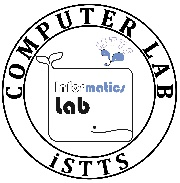 COMPUTER LAB
Informatics
Lab
iSTTS